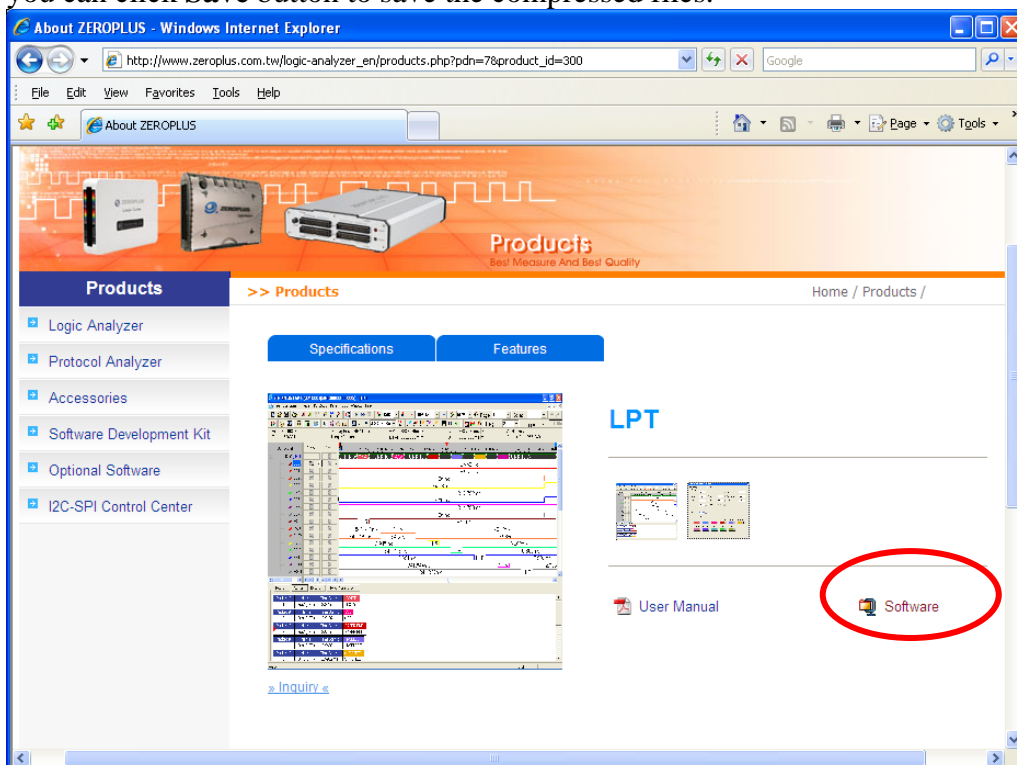 you can click Save button to save the compressed files.
About ZEROPLUS - Windows Internet Explorer
http://www.zeroplus.com.tw/logic-analyzer_en/products.php?pdn=7&product_id=300
Google
File Edit View Favorites Tools Help
About ZEROPLUS
Page Tools
Products
Best Measure And Best Quality
Products
>> Products
Home / Products /
Logic Analyzer
Protocol Analyzer
Accessories
Software Development Kit
Optional Software
I2C-SPI Control Center
Specifications
Features
LPT
User Manual
Software
» Inquiry «